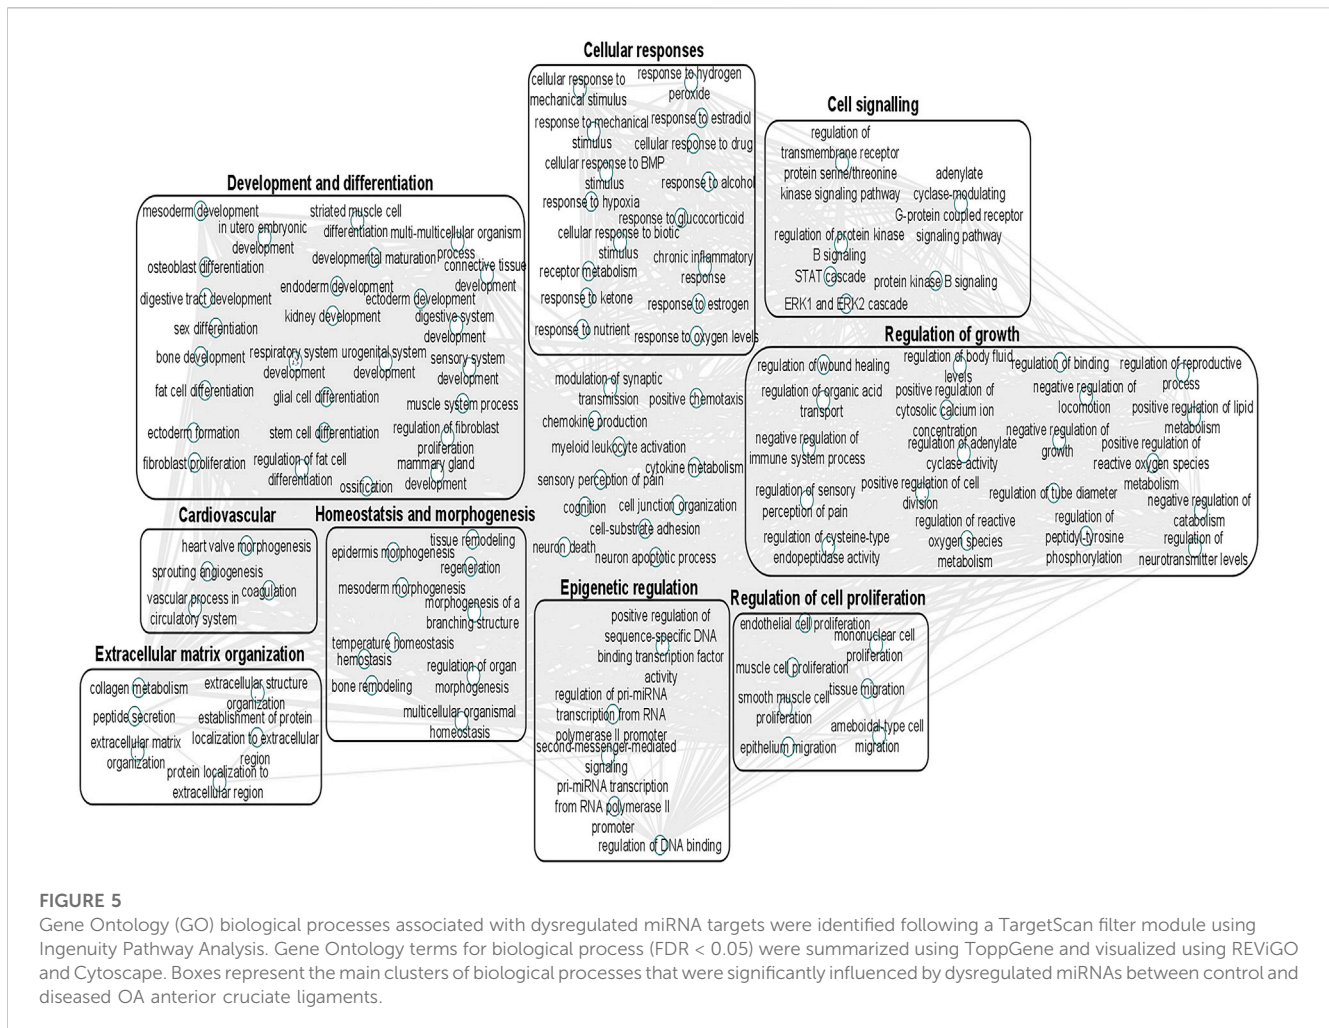 Cellular responses
cellular response to
mechanical stimulus
response to hydrogen
peroxide
response to mechanical
stimulus
response to estradiol
cellular response to drug
cellular response to BMP
stimulus
response to alcohol
response to hypoxia
response to glucocorticoid
cellular response to biotic
stimulus
chronic inflammatory
response
receptor metabolism
response to ketone
response to estrogen
response to nutrient
response to oxygen levels
Cell signalling
regulation of
transmembrane receptor
protein serine/threonine
kinase signaling pathway
adenylate
cyclase-modulating
G-protein coupled receptor
signaling pathway
regulation of protein kinase
B signaling
STAT cascade
protein kinase B signaling
ERK1 and ERK2 cascade
Development and differentiation
mesoderm development
striated muscle cell
differentiation
in utero embryonic
development
multi-multicellular organism
process
osteoblast differentiation
developmental maturation
connective tissue
development
endoderm development
digestive tract development
ectoderm development
kidney development
digestive system
development
sex differentiation
bone development
respiratory system
development
urogenital system
development
sensory system
development
fat cell differentiation
glial cell differentiation
muscle system process
ectoderm formation
stem cell differentiation
regulation of fibroblast
proliferation
fibroblast proliferation
regulation of fat cell
differentiation
mammary gland
development
ossification
modulation of synaptic
transmission
positive chemotaxis
chemokine production
myeloid leukocyte activation
cytokine metabolism
sensory perception of pain
cognition
cell junction organization
cell-substrate adhesion
neuron death
neuron apoptotic process
Regulation of growth
regulation of wound healing
regulation of body fluid
levels
regulation of binding
regulation of reproductive
process
regulation of organic acid
transport
positive regulation of
cytosolic calcium ion
concentration
negative regulation of
locomotion
positive regulation of lipid
metabolism
negative regulation of
immune system process
regulation of adenylate
cyclase activity
negative regulation of
growth
positive regulation of
reactive oxygen species
metabolism
regulation of sensory
perception of pain
positive regulation of cell
division
regulation of tube diameter
negative regulation of
catabolism
regulation of cysteine-type
endopeptidase activity
regulation of reactive
oxygen species
metabolism
regulation of
peptidyl-tyrosine
phosphorylation
regulation of
neurotransmitter levels
Cardiovascular
heart valve morphogenesis
sprouting angiogenesis
coagulation
vascular process in
circulatory system
Homeostatsis and morphogenesis
tissue remodeling
epidermis morphogenesis
regeneration
mesoderm morphogenesis
morphogenesis of a
branching structure
temperature homeostasis
hemostasis
regulation of organ
morphogenesis
bone remodeling
multicellular organismal
homeostasis
Epigenetic regulation
positive regulation of
sequence-specific DNA
binding transcription factor
activity
regulation of pri-miRNA
transcription from RNA
polymerase II promoter
second-messenger-mediated
signaling
pri-miRNA transcription
from RNA polymerase II
promoter
regulation of DNA binding
Regulation of cell proliferation
endothelial cell proliferation
mononuclear cell
proliferation
muscle cell proliferation
smooth muscle cell
proliferation
tissue migration
ameboidal-type cell
migration
epithelium migration
Extracellular matrix organization
collagen metabolism
extracellular structure
organization
peptide secretion
establishment of protein
localization to extracellular
region
extracellular matrix
organization
protein localization to
extracellular region
FIGURE 5
Gene Ontology (GO) biological processes associated with dysregulated miRNA targets were identified following a TargetScan filter module using
Ingenuity Pathway Analysis. Gene Ontology terms for biological process (FDR < 0.05) were summarized using ToppGene and visualized using REViGO
and Cytoscape. Boxes represent the main clusters of biological processes that were significantly influenced by dysregulated miRNAs between control and
diseased OA anterior cruciate ligaments.